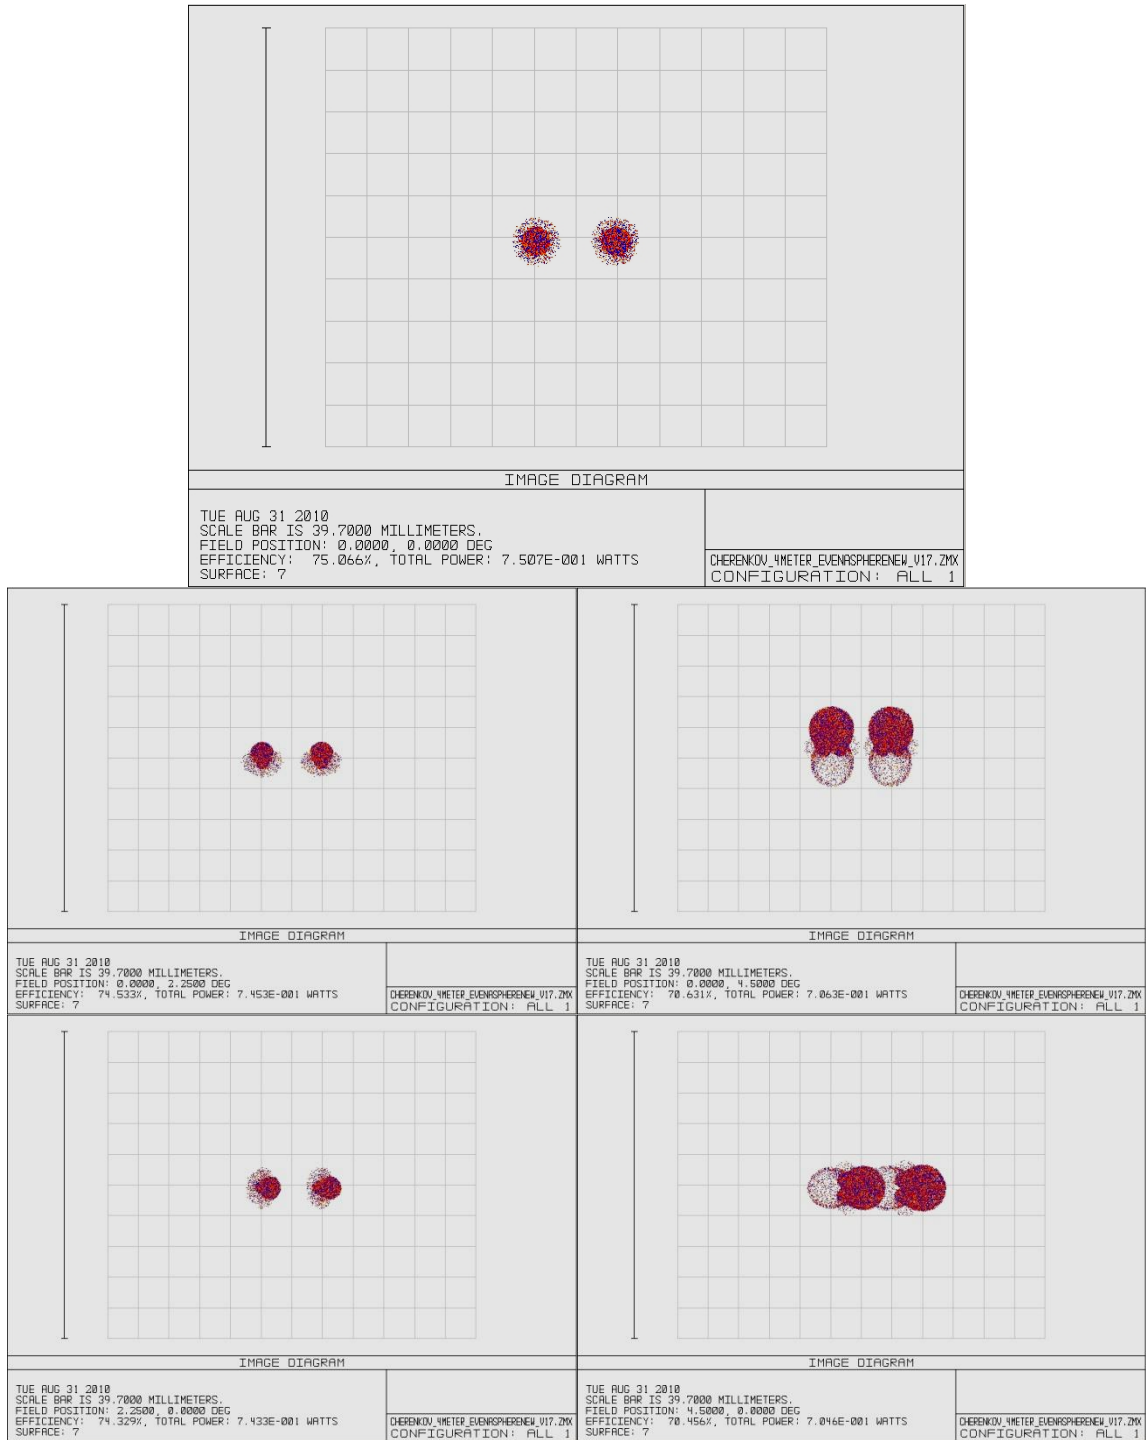 IMAGE DIAGRAM
TUE AUG 31 2010
SCALE BAR IS 39.7000 MILLIMETERS.
FIELD POSITION: 0.0000, 0.0000 DEG
EFFICIENCY: 75.066%, TOTAL POWER: 7.507E-001 WATTS
SURFACE: 7
CHERENKOV_4METER_EVENASPHERENEW_V17.ZMX
CONFIGURATION: ALL 1
IMAGE DIAGRAM
TUE AUG 31 2010
SCALE BAR IS 39.7000 MILLIMETERS.
FIELD POSITION: 0.0000, 2.2500 DEG
EFFICIENCY: 74.533%, TOTAL POWER: 7.453E-001 WATTS
SURFACE: 7
CHERENKOV_4METER_EVENASPHERENEW_V17.ZMX
CONFIGURATION: ALL 1
IMAGE DIAGRAM
TUE AUG 31 2010
SCALE BAR IS 39.7000 MILLIMETERS.
FIELD POSITION: 0.0000, 4.5000 DEG
EFFICIENCY: 70.631%, TOTAL POWER: 7.063E-001 WATTS
SURFACE: 7
CHERENKOV_4METER_EVENASPHERENEW_V17.ZMX
CONFIGURATION: ALL 1
IMAGE DIAGRAM
TUE AUG 31 2010
SCALE BAR IS 39.7000 MILLIMETERS.
FIELD POSITION: 2.2500, 0.0000 DEG
EFFICIENCY: 74.329%, TOTAL POWER: 7.433E-001 WATTS
SURFACE: 7
CHERENKOV_4METER_EVENASPHERENEW_V17.ZMX
CONFIGURATION: ALL 1
IMAGE DIAGRAM
TUE AUG 31 2010
SCALE BAR IS 39.7000 MILLIMETERS.
FIELD POSITION: 4.5000, 0.0000 DEG
EFFICIENCY: 70.456%, TOTAL POWER: 7.046E-001 WATTS
SURFACE: 7
CHERENKOV_4METER_EVENASPHERENEW_V17.ZMX
CONFIGURATION: ALL 1